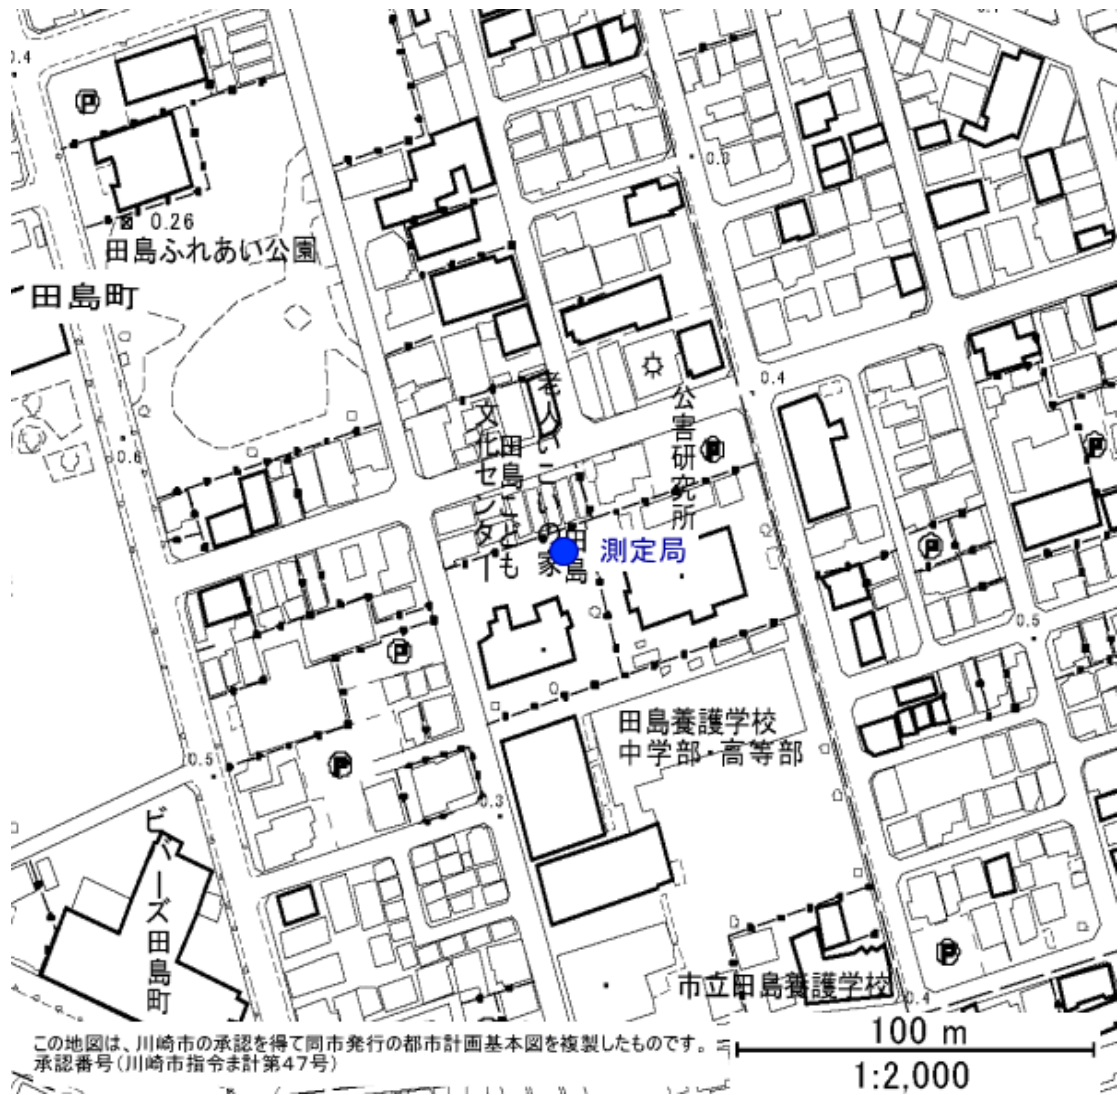 0.4
0.3
0.26
田島ふれあい公園
田島町
0.4
公害研究所
老人いこいの家
田島こども
文化センター
田島
測定局
0.6
0.5
田島養護学校
中学部・高等部
0.5
0.3
ビバーズ田島町
市立田島養護学校
0.4
この地図は、川崎市の承認を得て同市発行の都市計画基本図を複製したものです。
承認番号(川崎市指令ま計第47号)
100 m
1:2,000